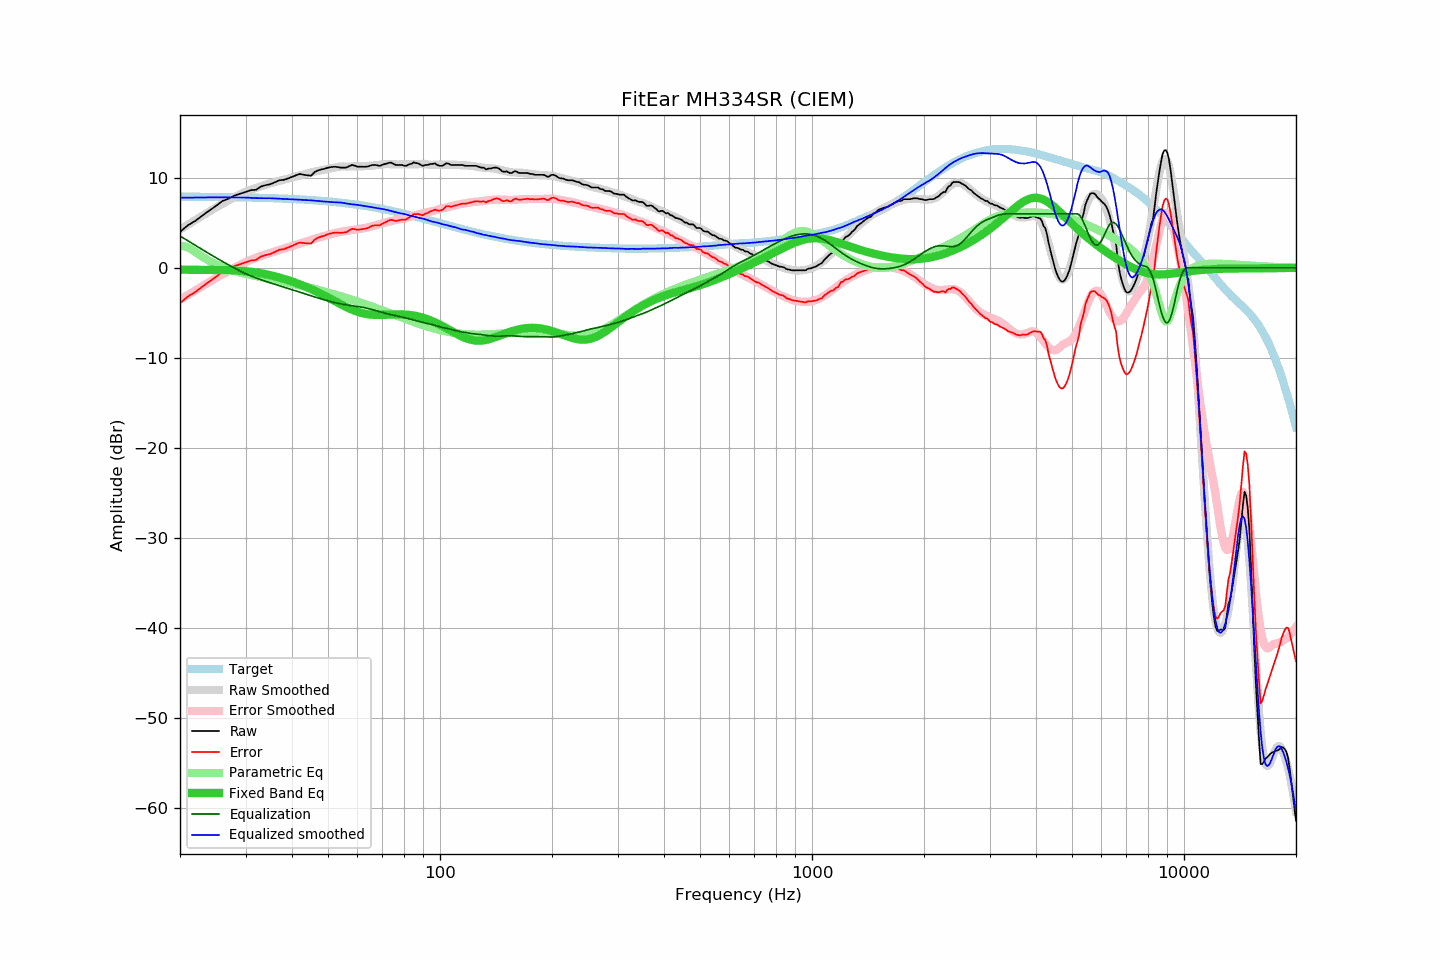 FitEar MH334SR (CIEM)
Amplitude (dBr)
10
0
−10
−20
−30
−40
−50
−60
Target
Raw Smoothed
Error Smoothed
Raw
Error
Parametric Eq
Fixed Band Eq
Equalization
Equalized smoothed
100 1000 10000
Frequency (Hz)